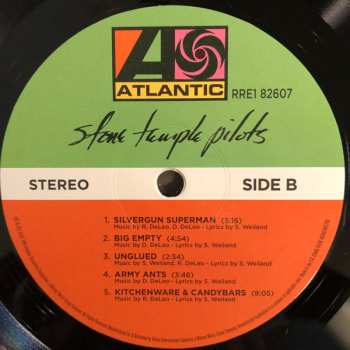 ATLANTIC
RRE1 82607
stone temple pilots
STEREO
SIDE B
1. SILVERGUN SUPERMAN (5:16)
Music by R. DeLeo, D. DeLeo - Lyrics by S. Weiland
2. BIG EMPTY (4:54)
Music by D. DeLeo - Lyrics by S. Weiland
3. UNGLUED (2:34)
Music by S. Weiland, R. DeLeo - Lyrics by S. Weiland
4. ARMY ANTS (3:46)
Music by D. DeLeo - Lyrics by S. Weiland
5. KITCHENWARE & CANDYBARS (8:05)
Music by R. DeLeo - Lyrics by S. Weiland